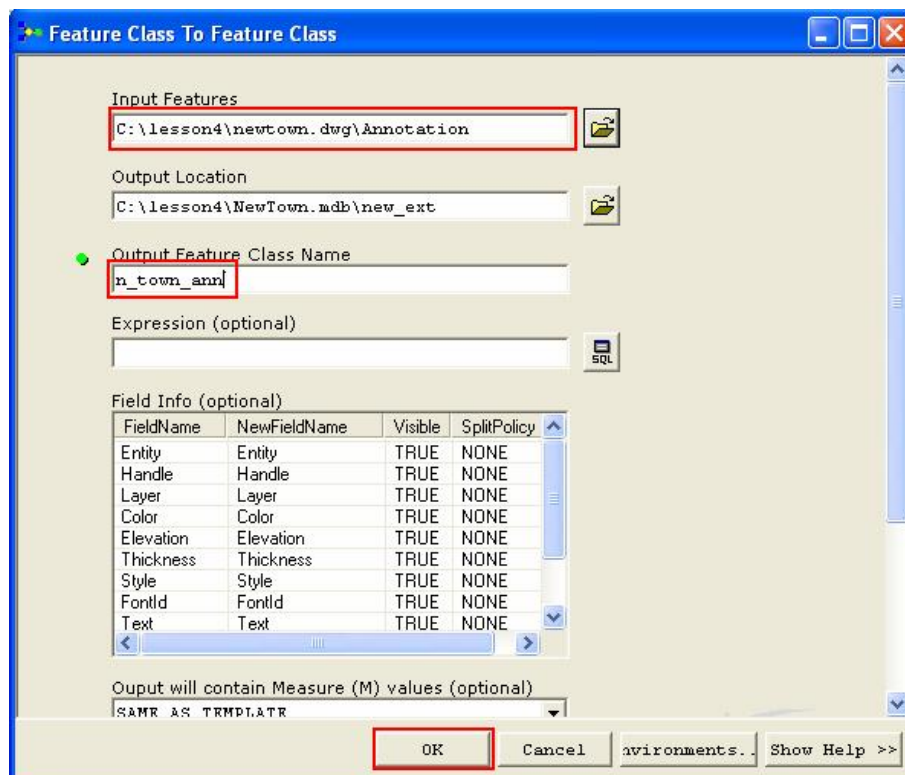 Feature Class To Feature Class
Input Features
C:\lesson4\newtown.dwg\Annotation
Output Location
C:\lesson4\NewTown.mdb\new_ext
Output Feature Class Name
n_town_ann
Expression (optional)
SQL
Field Info (optional)
FieldName NewFieldName Visible SplitPolicy
Entity Entity TRUE NONE
Handle Handle TRUE NONE
Layer Layer TRUE NONE
Color Color TRUE NONE
Elevation Elevation TRUE NONE
Thickness Thickness TRUE NONE
Style Style TRUE NONE
FontId FontId TRUE NONE
Text Text TRUE NONE
Ouput will contain Measure (M) values (optional)
SAME AS TEMPLATE
OK Cancel nvironments.. Show Help >>